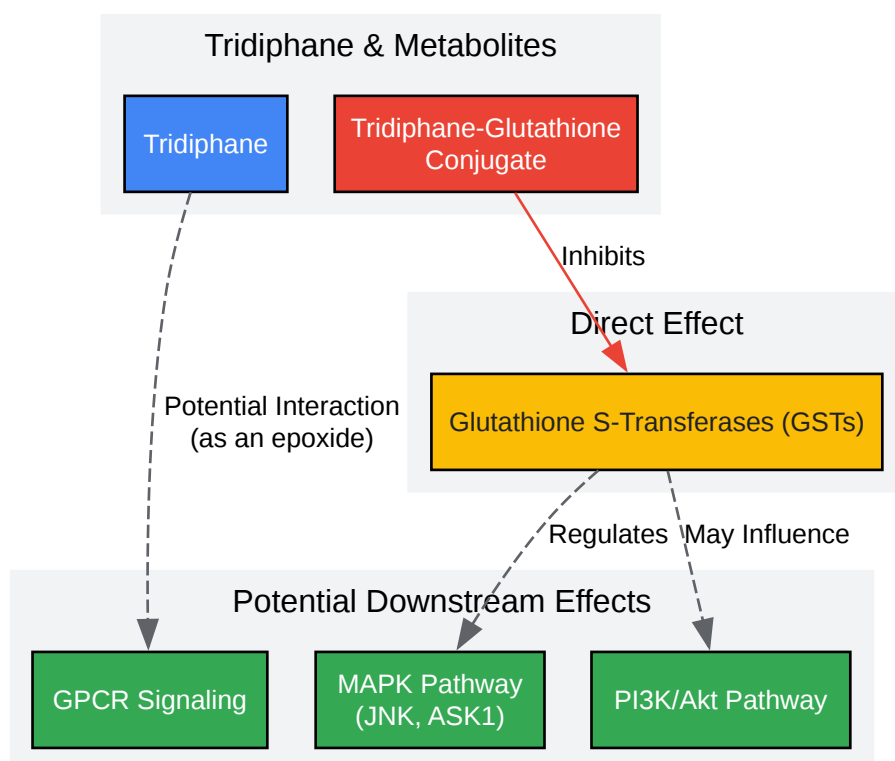 Tridiphane & Metabolites
Tridiphane
Tridiphane-Glutathione
Conjugate
Inhibits
Direct Effect
Potential Interaction
(as an epoxide)
Glutathione S-Transferases (GSTs)
Regulates
May Influence
Potential Downstream Effects
GPCR Signaling
MAPK Pathway
(JNK, ASK1)
PI3K/Akt Pathway